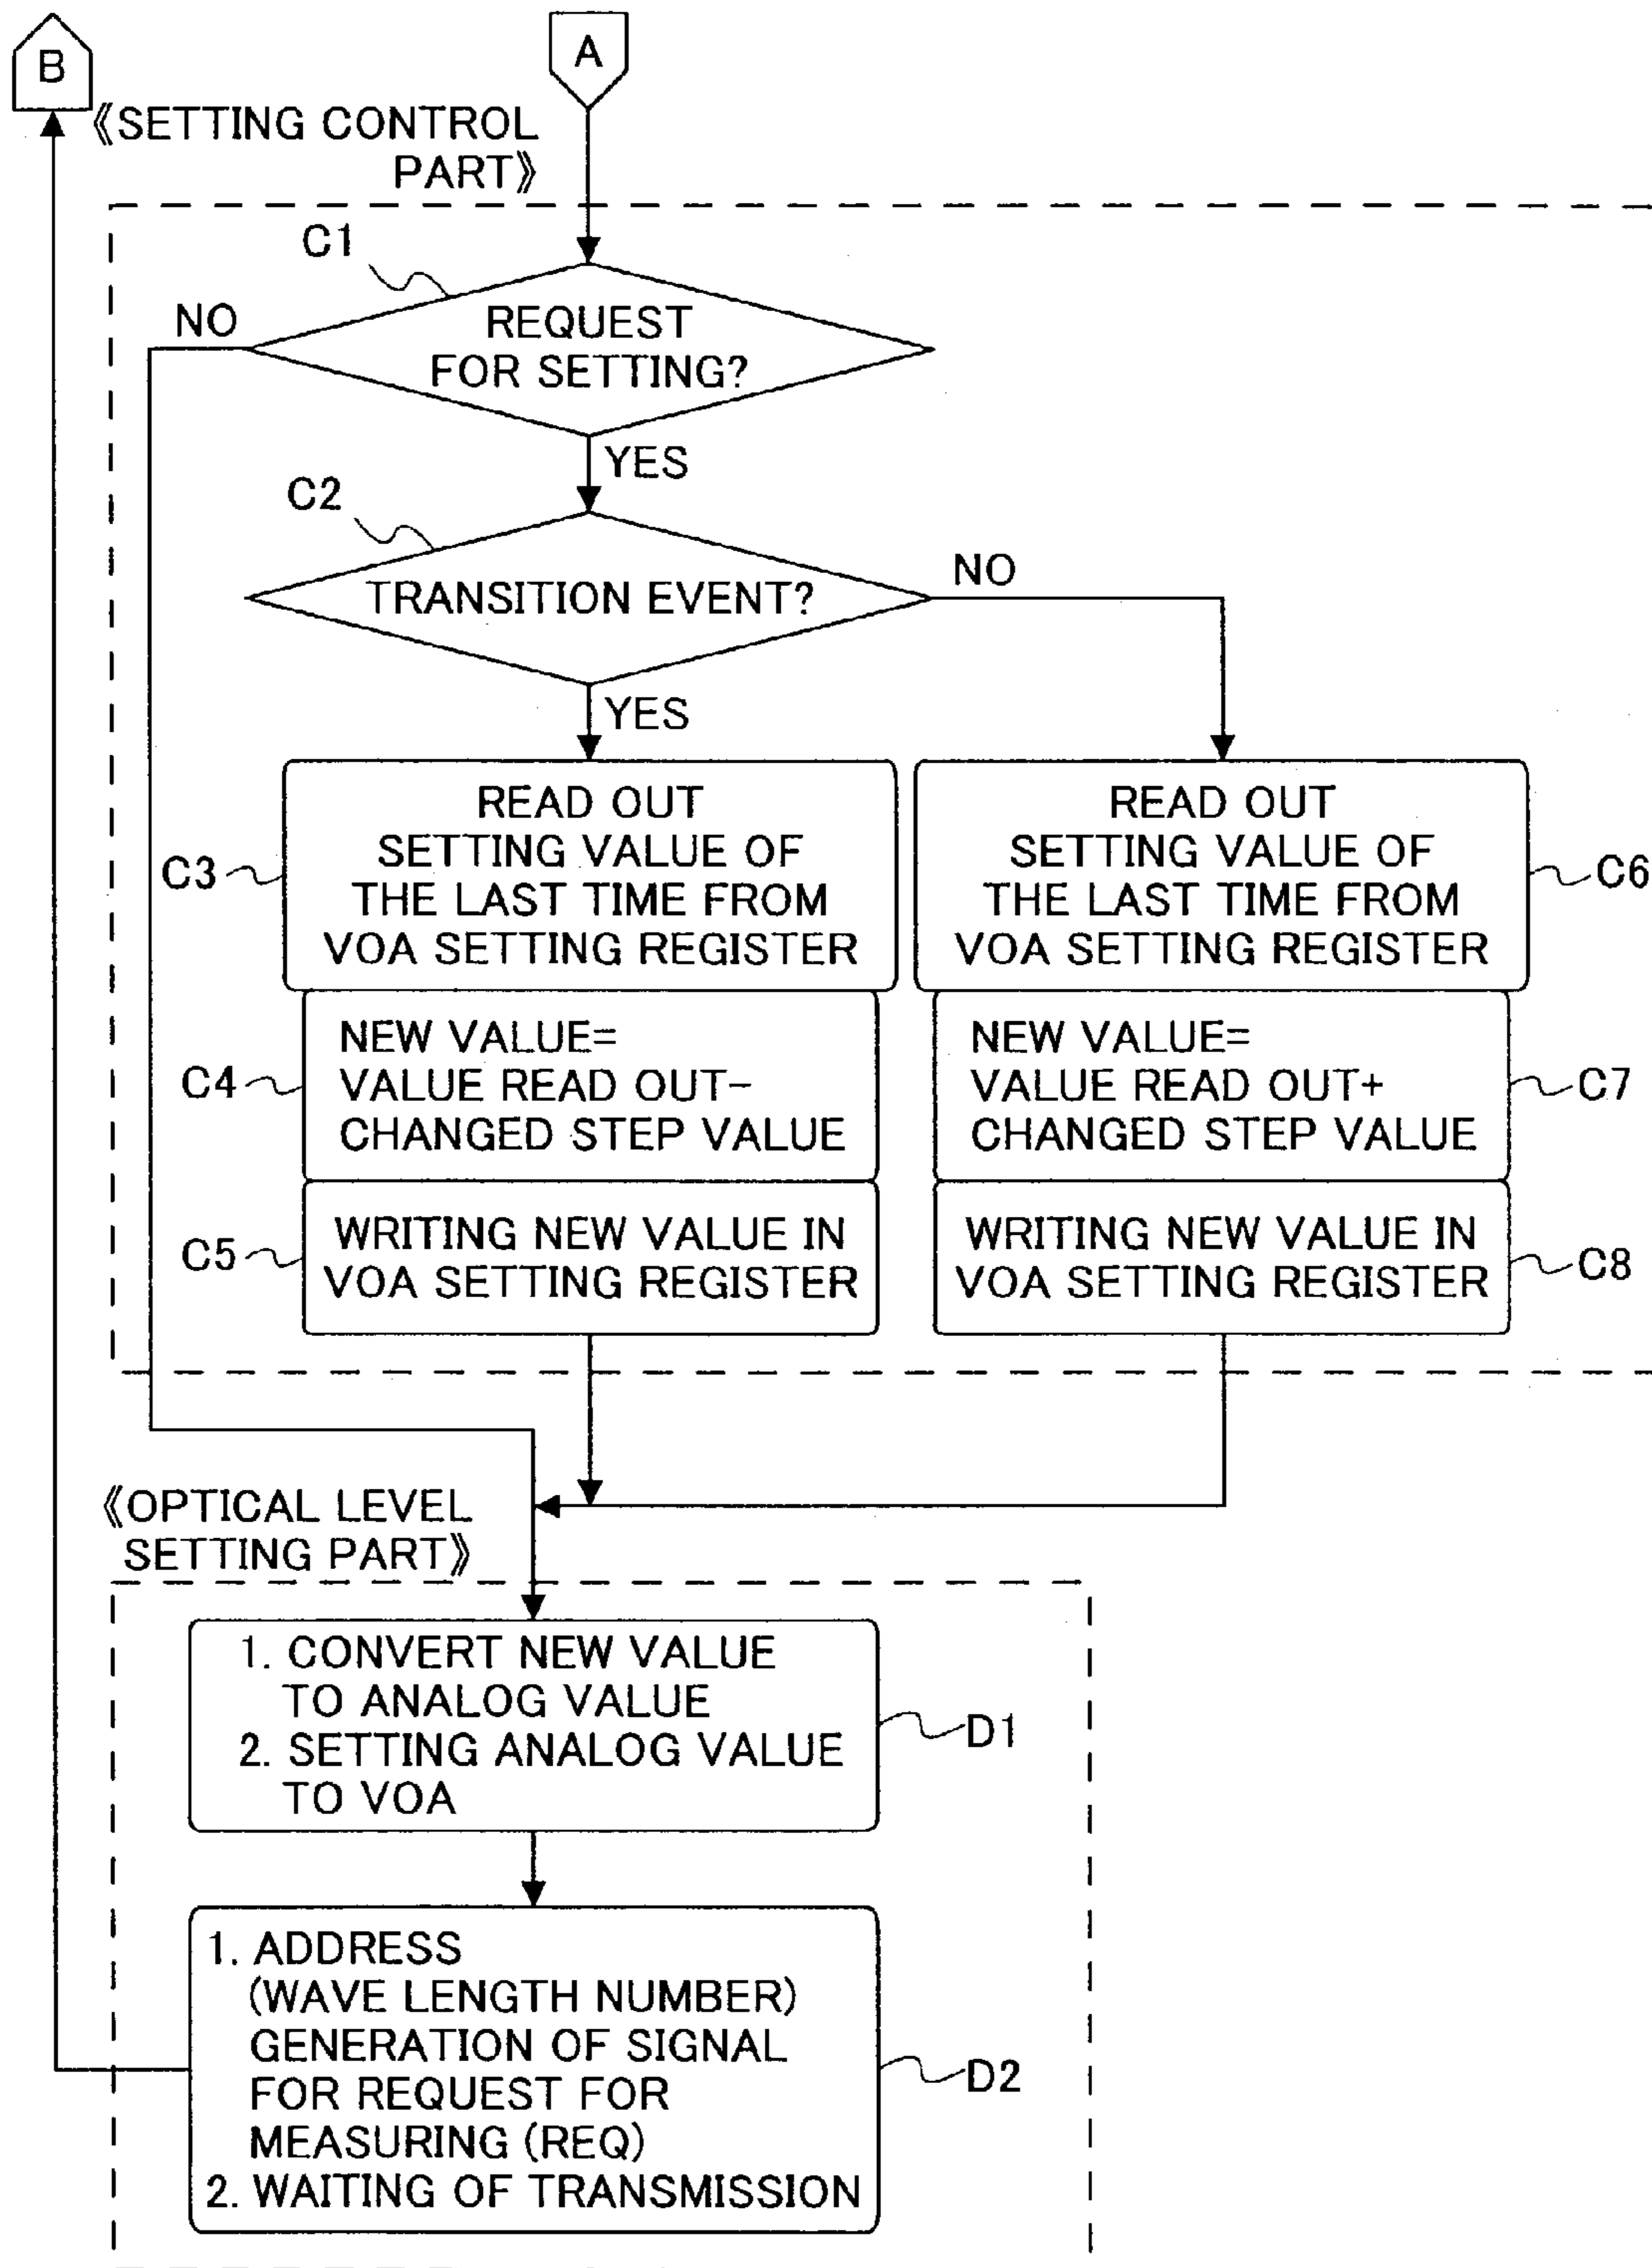 B
A
《SETTING CONTROL
PART》
C1
NO
REQUEST
FOR SETTING?
YES
C2
NO
TRANSITION EVENT?
YES
READ OUT
SETTING VALUE OF
THE LAST TIME FROM
VOA SETTING REGISTER
C3
READ OUT
SETTING VALUE OF
THE LAST TIME FROM
VOA SETTING REGISTER
C6
NEW VALUE=
VALUE READ OUT−
CHANGED STEP VALUE
C4
NEW VALUE=
VALUE READ OUT+
CHANGED STEP VALUE
C7
WRITING NEW VALUE IN
VOA SETTING REGISTER
C5
WRITING NEW VALUE IN
VOA SETTING REGISTER
C8
《OPTICAL LEVEL
SETTING PART》
1. CONVERT NEW VALUE
TO ANALOG VALUE
2. SETTING ANALOG VALUE
TO VOA
D1
1. ADDRESS
(WAVE LENGTH NUMBER)
GENERATION OF SIGNAL
FOR REQUEST FOR
MEASURING (REQ)
2. WAITING OF TRANSMISSION
D2